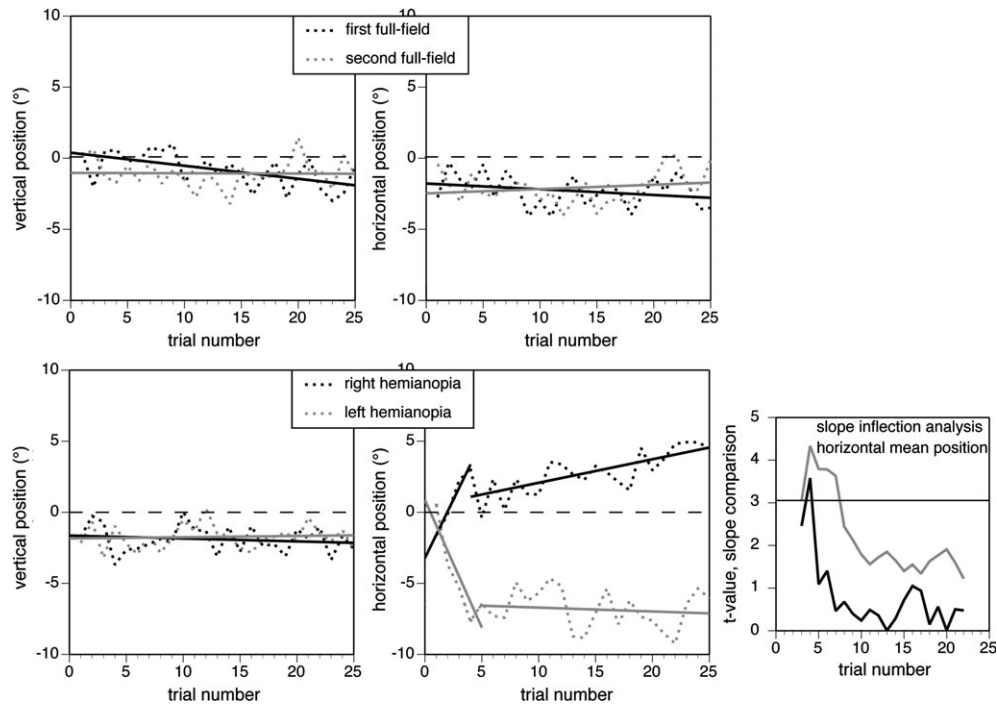 10
5
0
-5
-10
vertical position (°)
0 5 10 15 20 25
trial number
first full-field
second full-field
10
5
0
-5
-10
horizontal position (°)
0 5 10 15 20 25
trial number
10
5
0
-5
-10
vertical position (°)
0 5 10 15 20 25
trial number
right hemianopia
left hemianopia
10
5
0
-5
-10
horizontal position (°)
0 5 10 15 20 25
trial number
slope inflection analysis
horizontal mean position
5
4
3
2
1
0
t-value, slope comparison
0 5 10 15 20 25
trial number